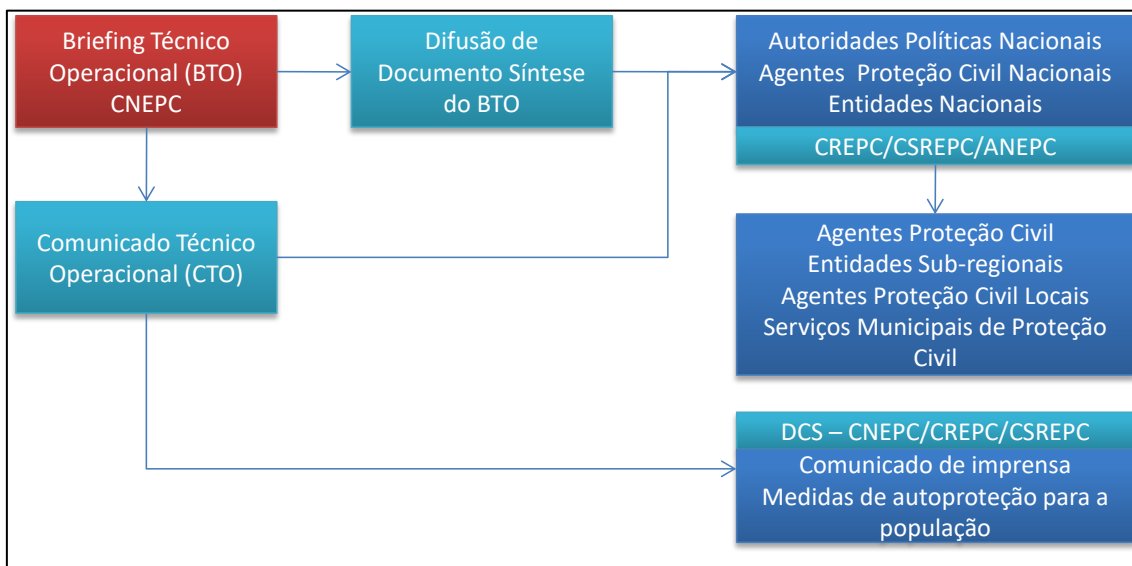 Briefing Técnico
Operacional (BTO)
CNEPC
Difusão de
Documento Síntese
do BTO
Autoridades Políticas Nacionais
Agentes Proteção Civil Nacionais
Entidades Nacionais
CREPC/CSREPC/ANEPC
Comunicado Técnico
Operacional (CTO)
Agentes Proteção Civil
Entidades Sub-regionais
Agentes Proteção Civil Locais
Serviços Municipais de Proteção
Civil
DCS – CNEPC/CREPC/CSREPC
Comunicado de imprensa
Medidas de autoproteção para a
população